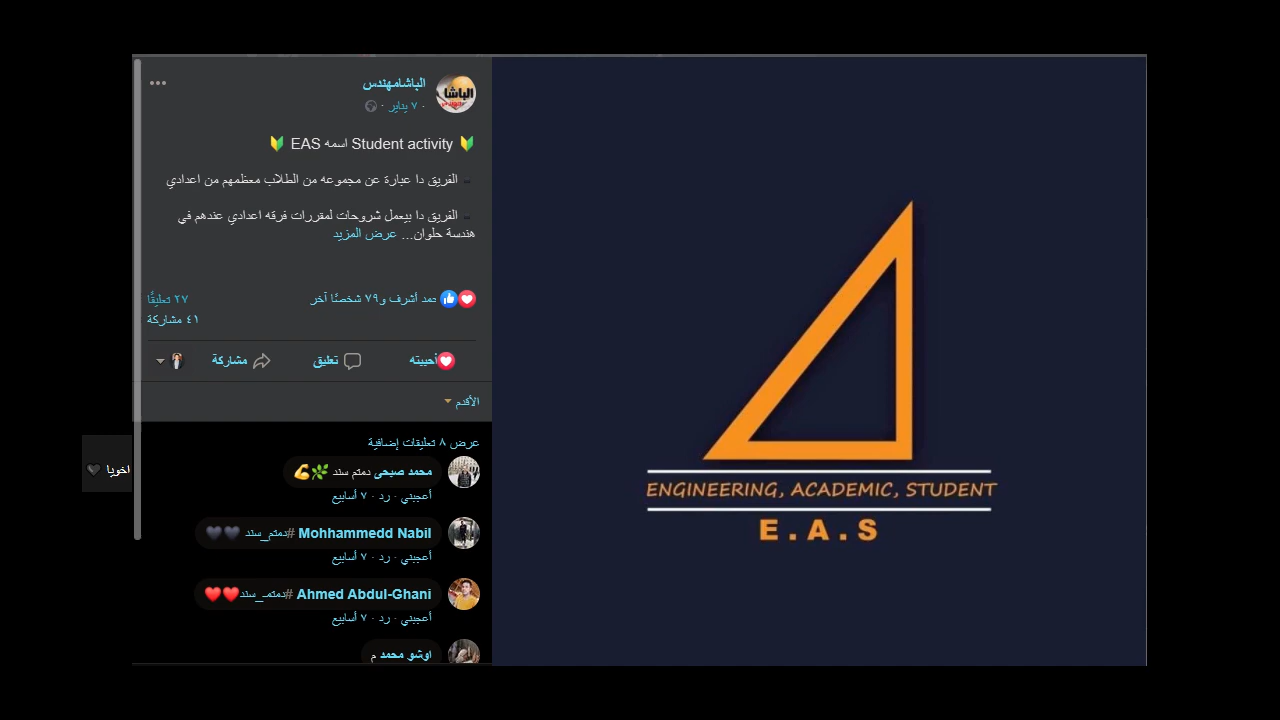 الباشامهندس
٧ يناير ·
Student activity اسمه EAS
الفريق دا عبارة عن مجموعه من الطلاب معظمهم من اعدادي
الفريق دا بيعمل شروحات لمقررات فرقه اعدادي عندهم في
هندسة حلوان... عرض المزيد
حمد أشرف و٧٩ شخصًا آخر
٢٧ تعليقًا
٤١ مشاركة
أحببته
تعليق
مشاركة
الأقدم
عرض ٨ تعليقات إضافية
محمد صبحى دمتم سند 🌿💪
أعجبني · رد · ٧ أسابيع
Mohhammedd Nabil #دمتم_سند 🖤🖤
أعجبني · رد · ٧ أسابيع
Ahmed Abdul-Ghani #دمتم_سند❤️❤️
أعجبني · رد · ٧ أسابيع
اوشو محمد م
اخويا 🖤
الباشا
ENGINEERING, ACADEMIC, STUDENT
E.A.S